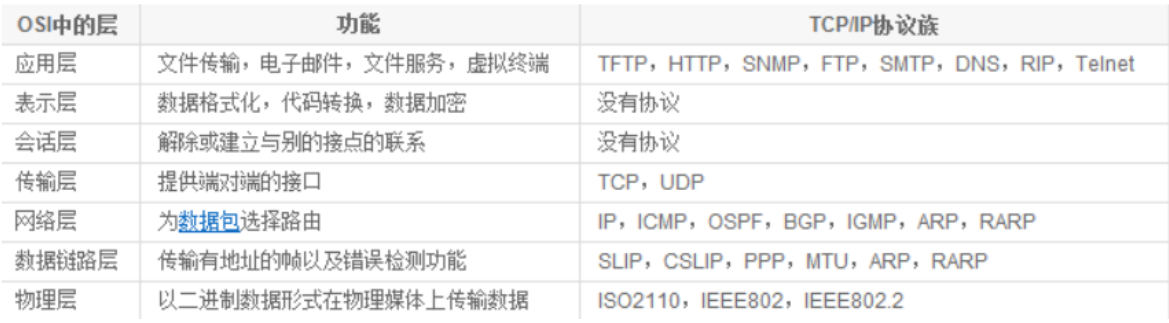 OSI中的层 功能 TCP/IP协议族
应用层 文件传输，电子邮件，文件服务，虚拟终端 TFTP，HTTP，SNMP，FTP，SMTP，DNS，RIP，Telnet
表示层 数据格式化，代码转换，数据加密 没有协议
会话层 解除或建立与别的接点的联系 没有协议
传输层 提供端对端的接口 TCP，UDP
网络层 为数据包选择路由 IP，ICMP，OSPF，BGP，IGMP，ARP，RARP
数据链路层 传输有地址的帧以及错误检测功能 SLIP，CSLIP，PPP，MTU，ARP，RARP
物理层 以二进制数据形式在物理媒体上传输数据 ISO2110，IEEE802，IEEE802.2